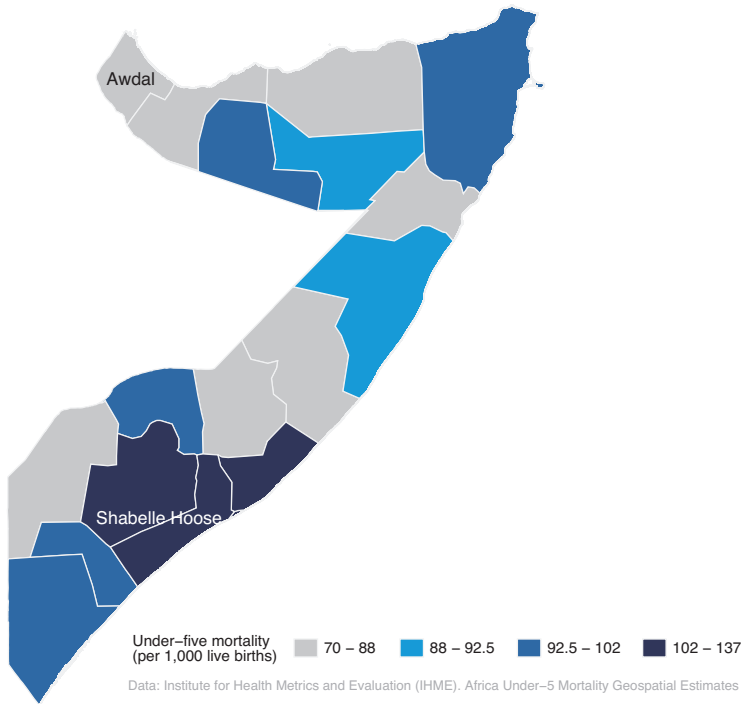 Awdal
Shabelle Hoose
Under−five mortality
(per 1,000 live births)
70 − 88
88 − 92.5
92.5 − 102
102 − 137
Data: Institute for Health Metrics and Evaluation (IHME). Africa Under−5 Mortality Geospatial Estimates